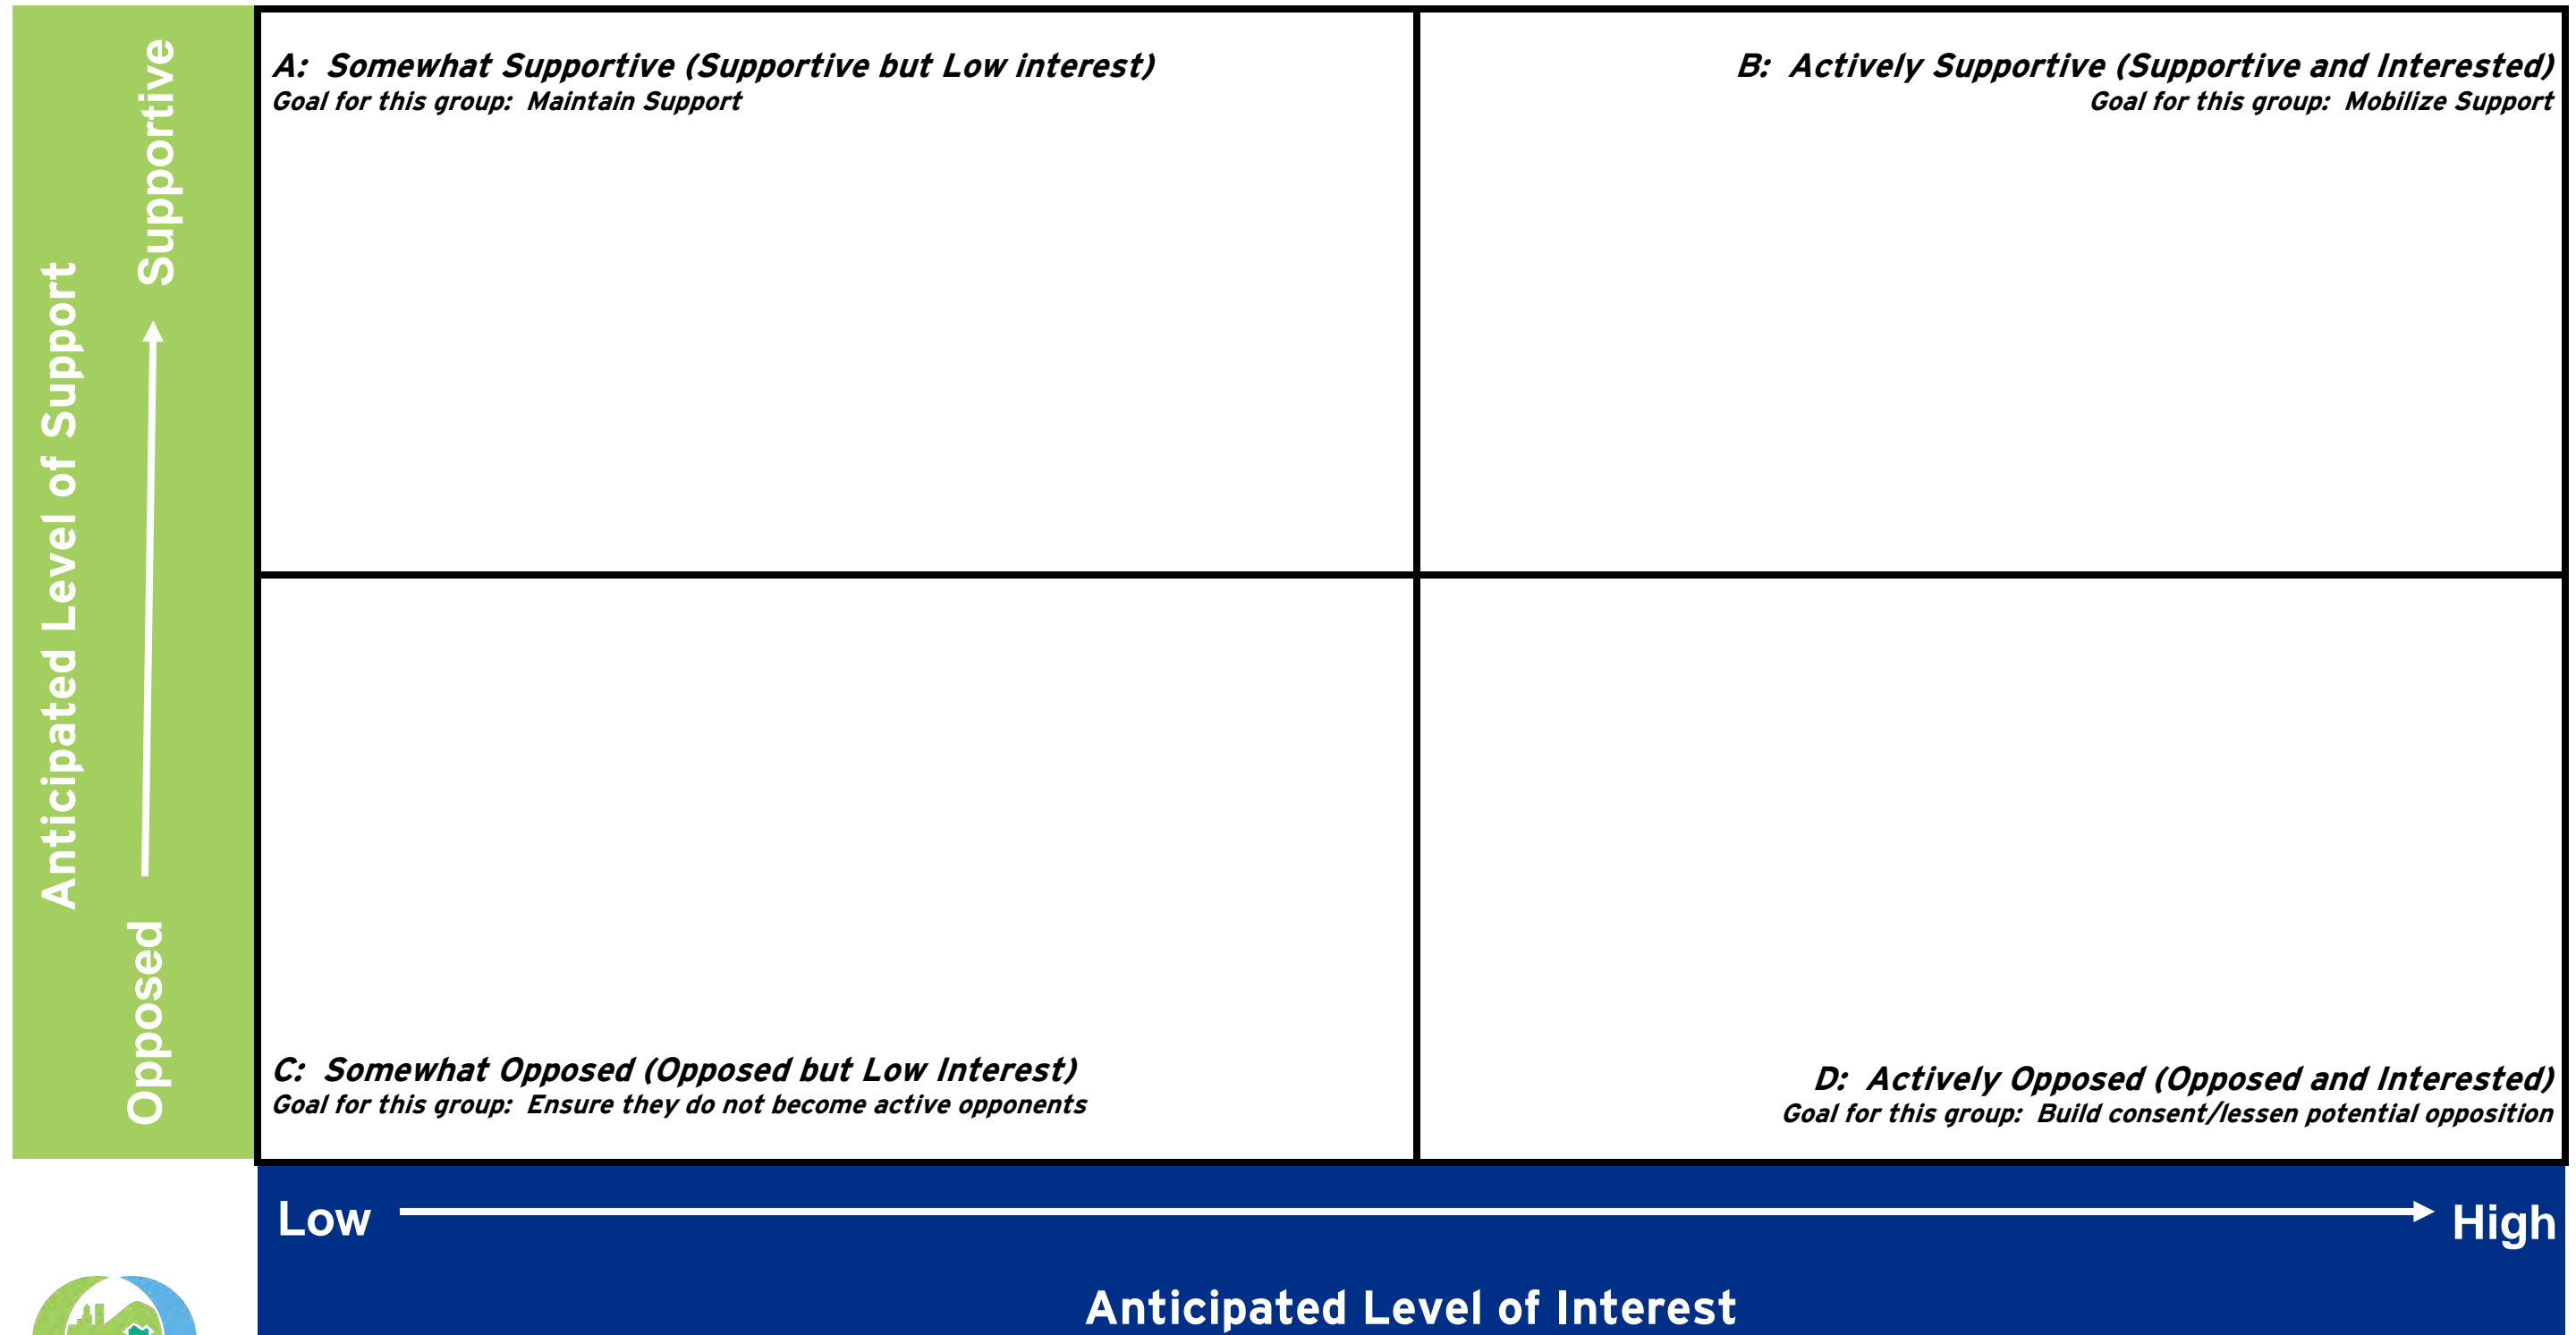 Anticipated Level of Support
Supportive
Opposed
A: Somewhat Supportive (Supportive but Low interest)
Goal for this group: Maintain Support
B: Actively Supportive (Supportive and Interested)
Goal for this group: Mobilize Support
C: Somewhat Opposed (Opposed but Low Interest)
Goal for this group: Ensure they do not become active opponents
D: Actively Opposed (Opposed and Interested)
Goal for this group: Build consent/lessen potential opposition
Low
High
Anticipated Level of Interest